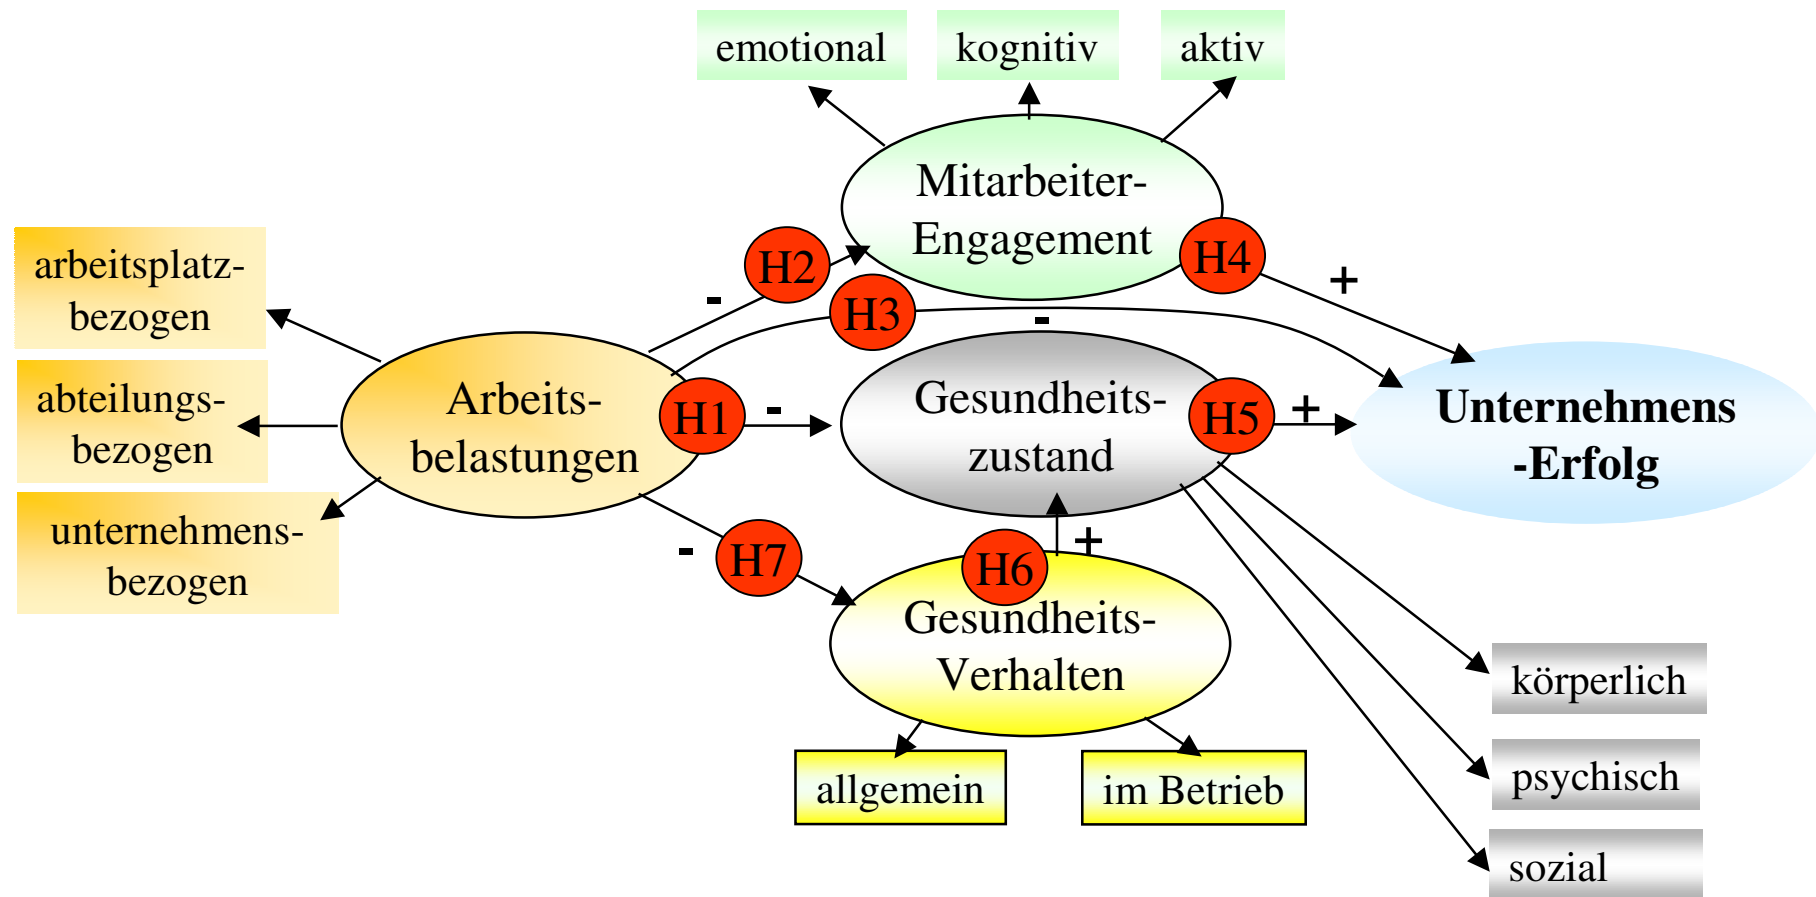 emotional
kognitiv
aktiv
Mitarbeiter-
Engagement
arbeitsplatz-
bezogen
H2
H4
+
-
H3
-
abteilungs-
bezogen
Arbeits-
belastungen
H1
-
Gesundheits-
zustand
H5
+
Unternehmens
-Erfolg
unternehmens-
bezogen
-
H7
H6
+
Gesundheits-
Verhalten
körperlich
allgemein
im Betrieb
psychisch
sozial